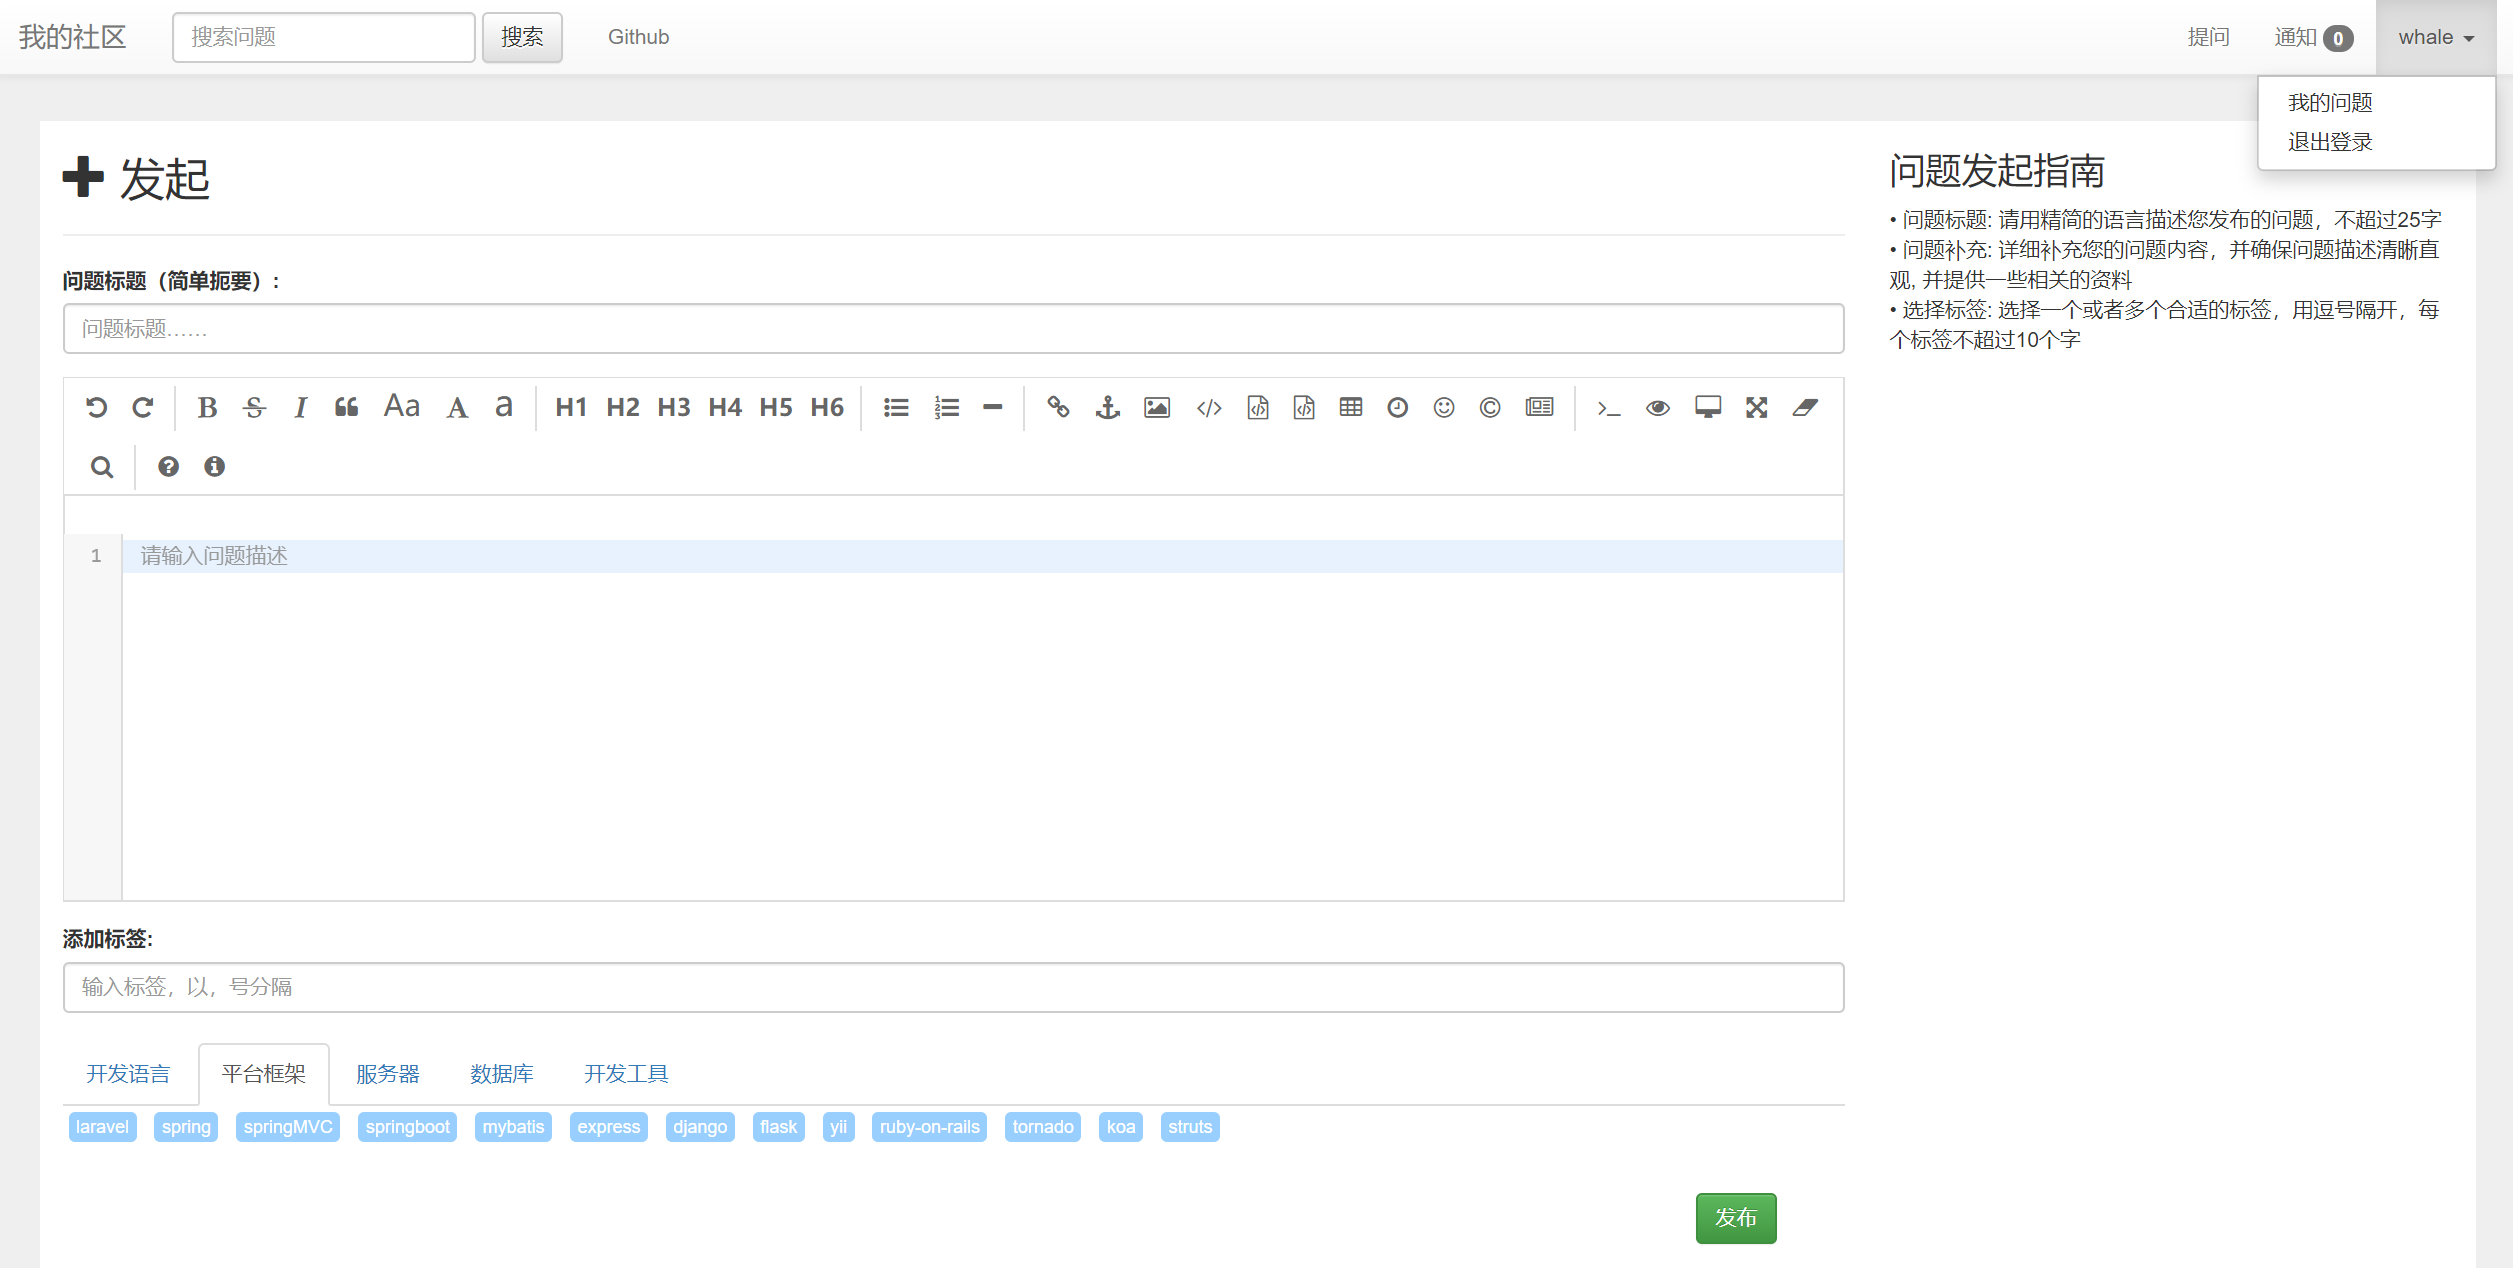 我的社区 搜索问题 搜索 Github 提问 通知 0 whale
我的问题
退出登录
发起
问题标题（简单扼要）:
问题标题……
B S I Aa A a H1 H2 H3 H4 H5 H6
1 请输入问题描述
添加标签:
输入标签，以，号分隔
开发语言 平台框架 服务器 数据库 开发工具
laravel spring springMVC springboot mybatis express django flask yii ruby-on-rails tornado koa struts
发布
问题发起指南
• 问题标题: 请用精简的语言描述您发布的问题，不超过25字
• 问题补充: 详细补充您的问题内容，并确保问题描述清晰直
观, 并提供一些相关的资料
• 选择标签: 选择一个或者多个合适的标签，用逗号隔开，每
个标签不超过10个字